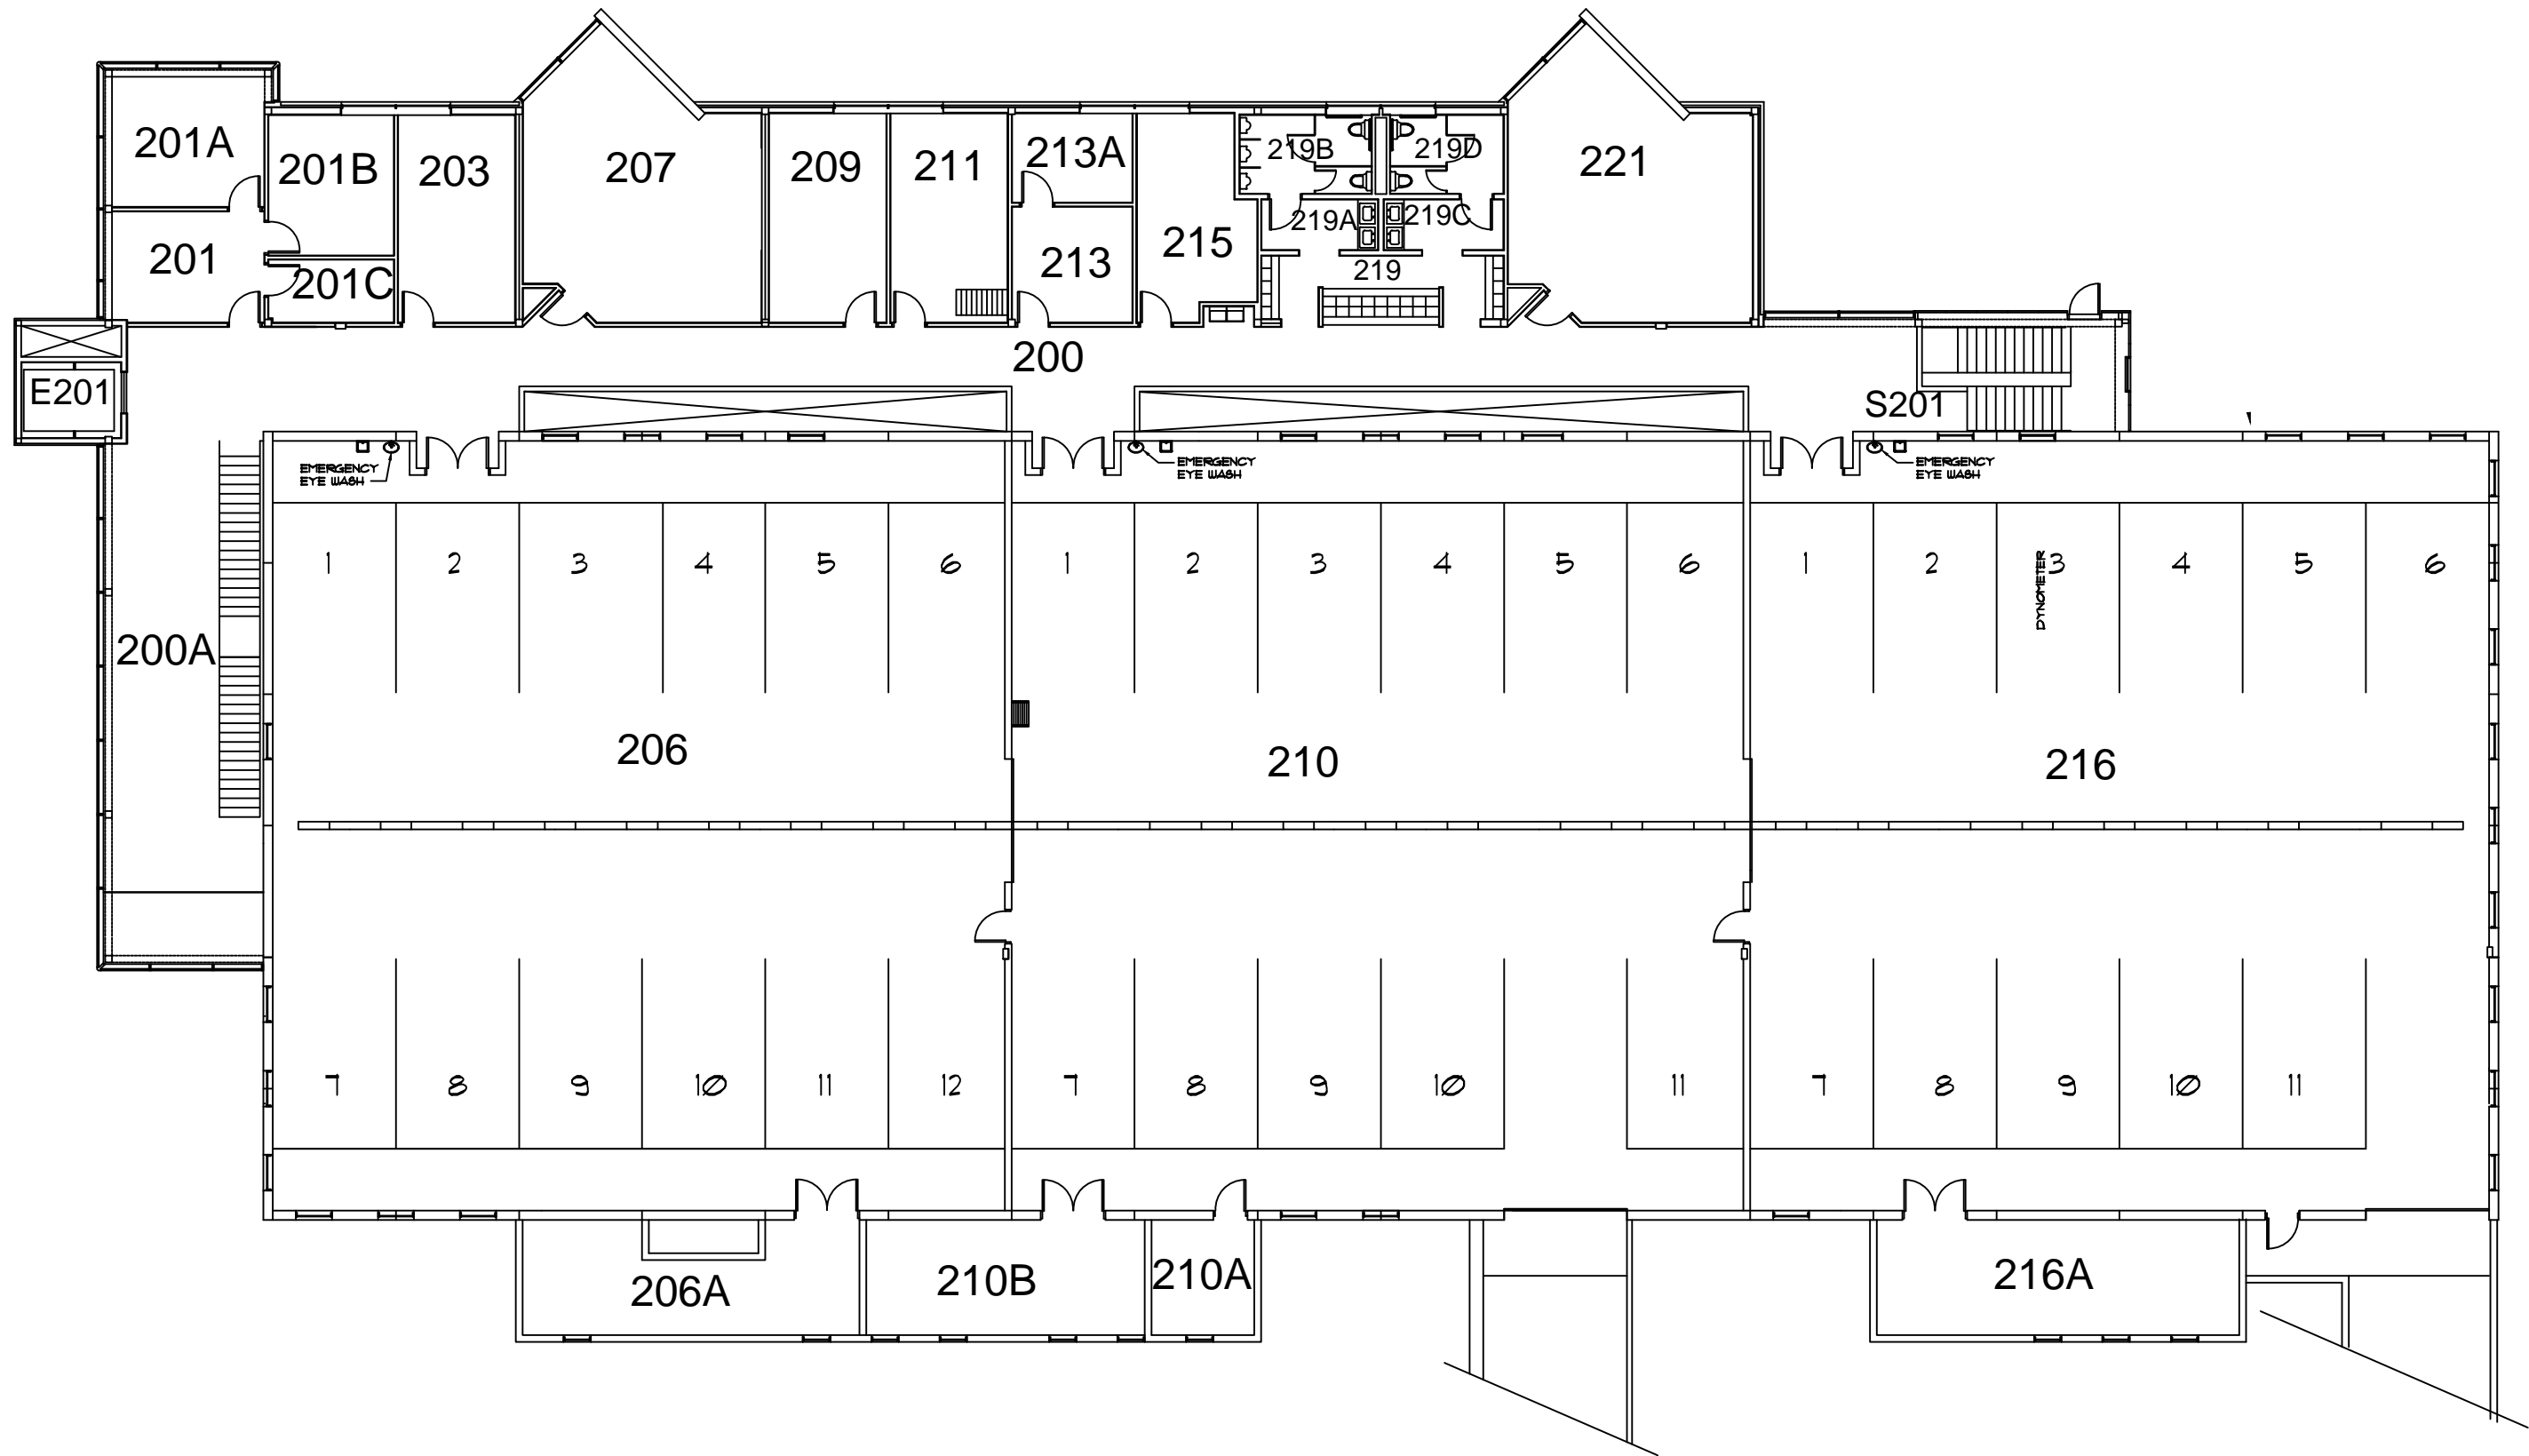 201A
201B
203
207
209
211
213A
219B
219D
221
201
201C
213
215
219A
219C
219
200
E201
S201
EMERGENCY
EYE WASH
EMERGENCY
EYE WASH
EMERGENCY
EYE WASH
1 2 3 4 5 6
1 2 3 4 5 6
1 2 3 4 5 6
DYNOMETER
200A
206
210
216
7 8 9 10 11 12
7 8 9 10 11
7 8 9 10 11
206A
210B
210A
216A